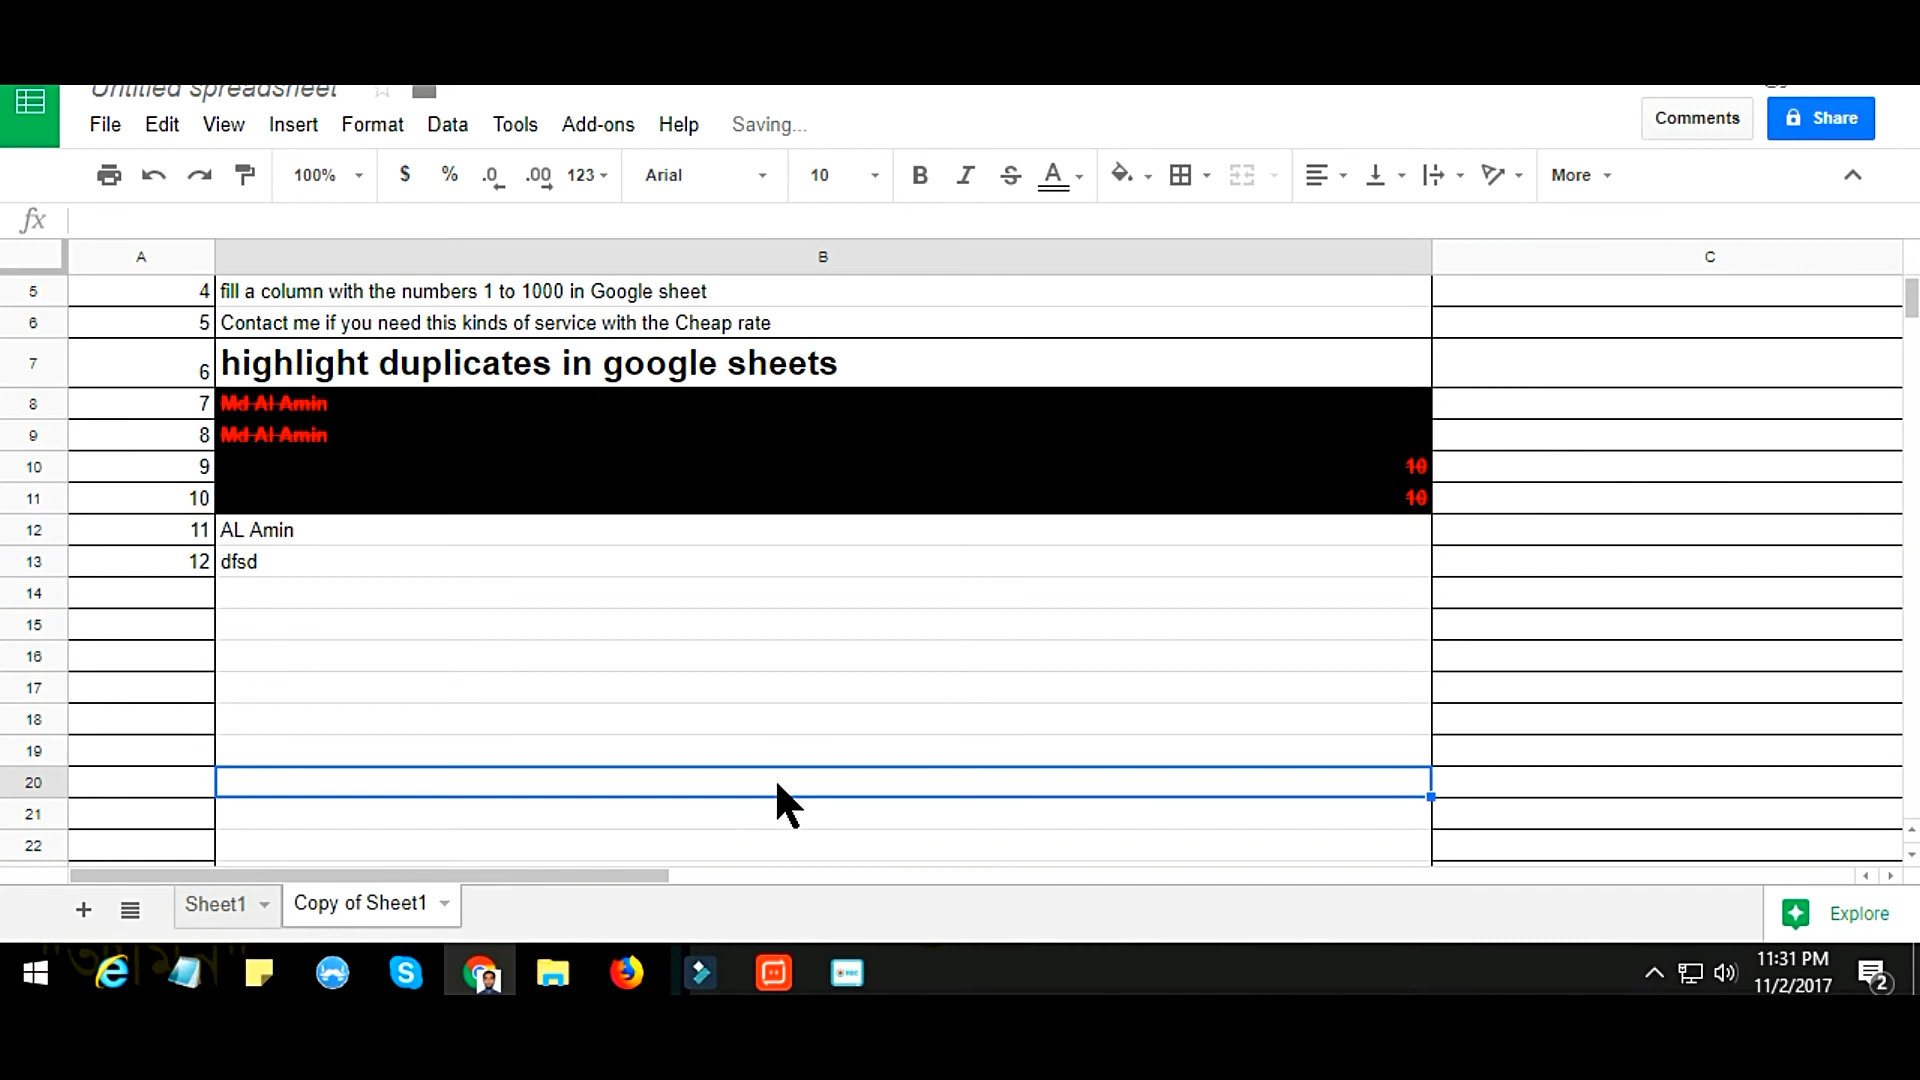 Untitled spreadsheet
File Edit View Insert Format Data Tools Add-ons Help Saving...
Comments Share
100% $ % .0 .00 123 Arial 10 B I S A More
fx
A B C
5 4 fill a column with the numbers 1 to 1000 in Google sheet
6 5 Contact me if you need this kinds of service with the Cheap rate
7 6 highlight duplicates in google sheets
8 7 Md Al Amin
9 8 Md Al Amin
10 9 10
11 10 10
12 11 AL Amin
13 12 dfsd
14
15
16
17
18
19
20
21
22
Sheet1 Copy of Sheet1 Explore
11:31 PM
11/2/2017
2